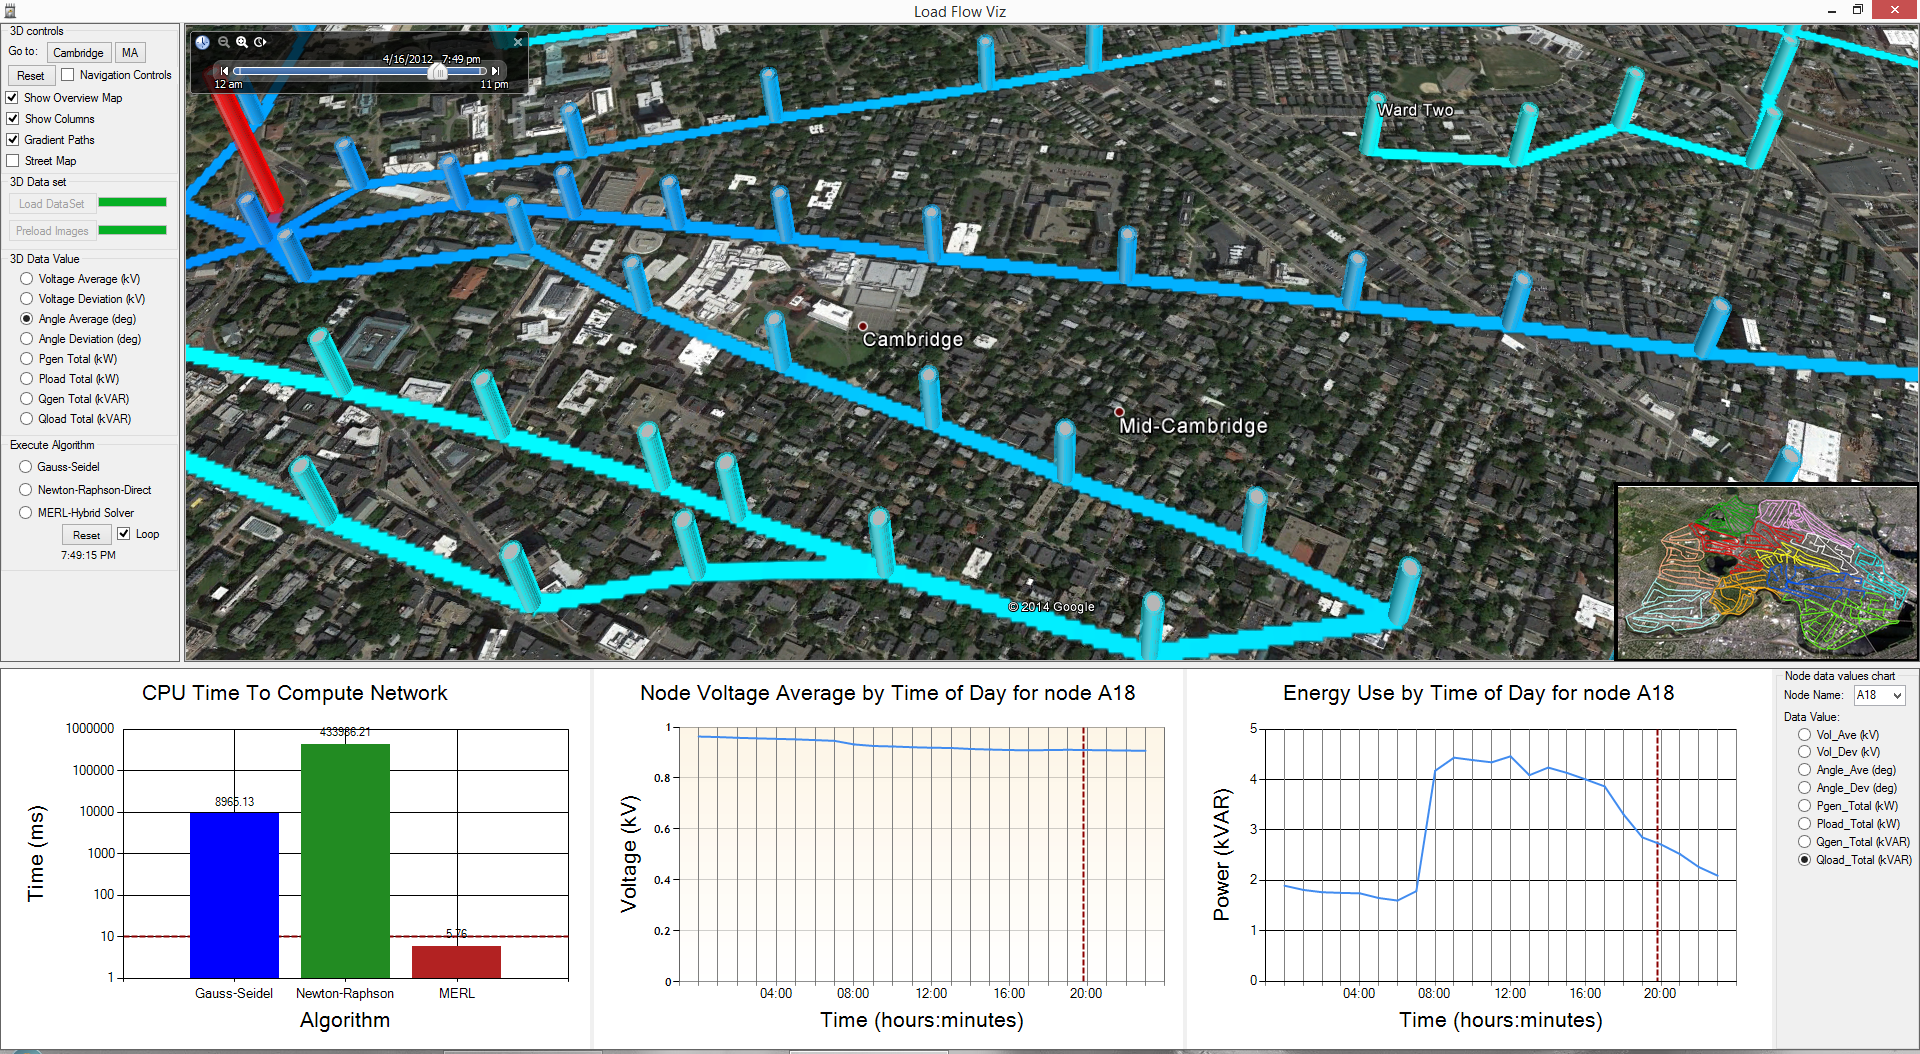 Load Flow Viz
3D controls
Go to: Cambridge MA
Reset Navigation Controls
Show Overview Map
Show Columns
Gradient Paths
Street Map
3D Data set
Load DataSet
Preload Images
3D Data Value
Voltage Average (kV)
Voltage Deviation (kV)
Angle Average (deg)
Angle Deviation (deg)
Pgen Total (kW)
Pload Total (kW)
Qgen Total (kVAR)
Qload Total (kVAR)
Execute Algorithm
Gauss-Seidel
Newton-Raphson-Direct
MERL-Hybrid Solver
Reset Loop
7:49:15 PM
4/16/2012 7:49 pm
12 am 11 pm
Ward Two
Cambridge
Mid-Cambridge
© 2014 Google
CPU Time To Compute Network
Time (ms)
1000000
100000
10000
1000
100
10
1
8965.13
433986.21
5.76
Gauss-Seidel Newton-Raphson MERL
Algorithm
Node Voltage Average by Time of Day for node A18
Voltage (kV)
1
0.8
0.6
0.4
0.2
0
04:00 08:00 12:00 16:00 20:00
Time (hours:minutes)
Energy Use by Time of Day for node A18
Power (kVAR)
5
4
3
2
1
0
04:00 08:00 12:00 16:00 20:00
Time (hours:minutes)
Node data values chart
Node Name: A18
Data Value:
Vol_Ave (kV)
Vol_Dev (kV)
Angle_Ave (deg)
Angle_Dev (deg)
Pgen_Total (kW)
Pload_Total (kW)
Qgen_Total (kVAR)
Qload_Total (kVAR)